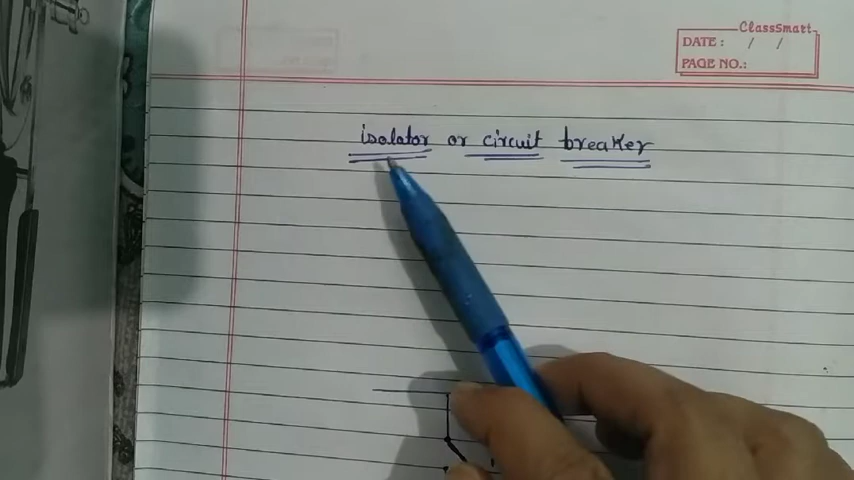 ClassSmart
DATE : / /
PAGE NO.:
isolator or circuit breaker